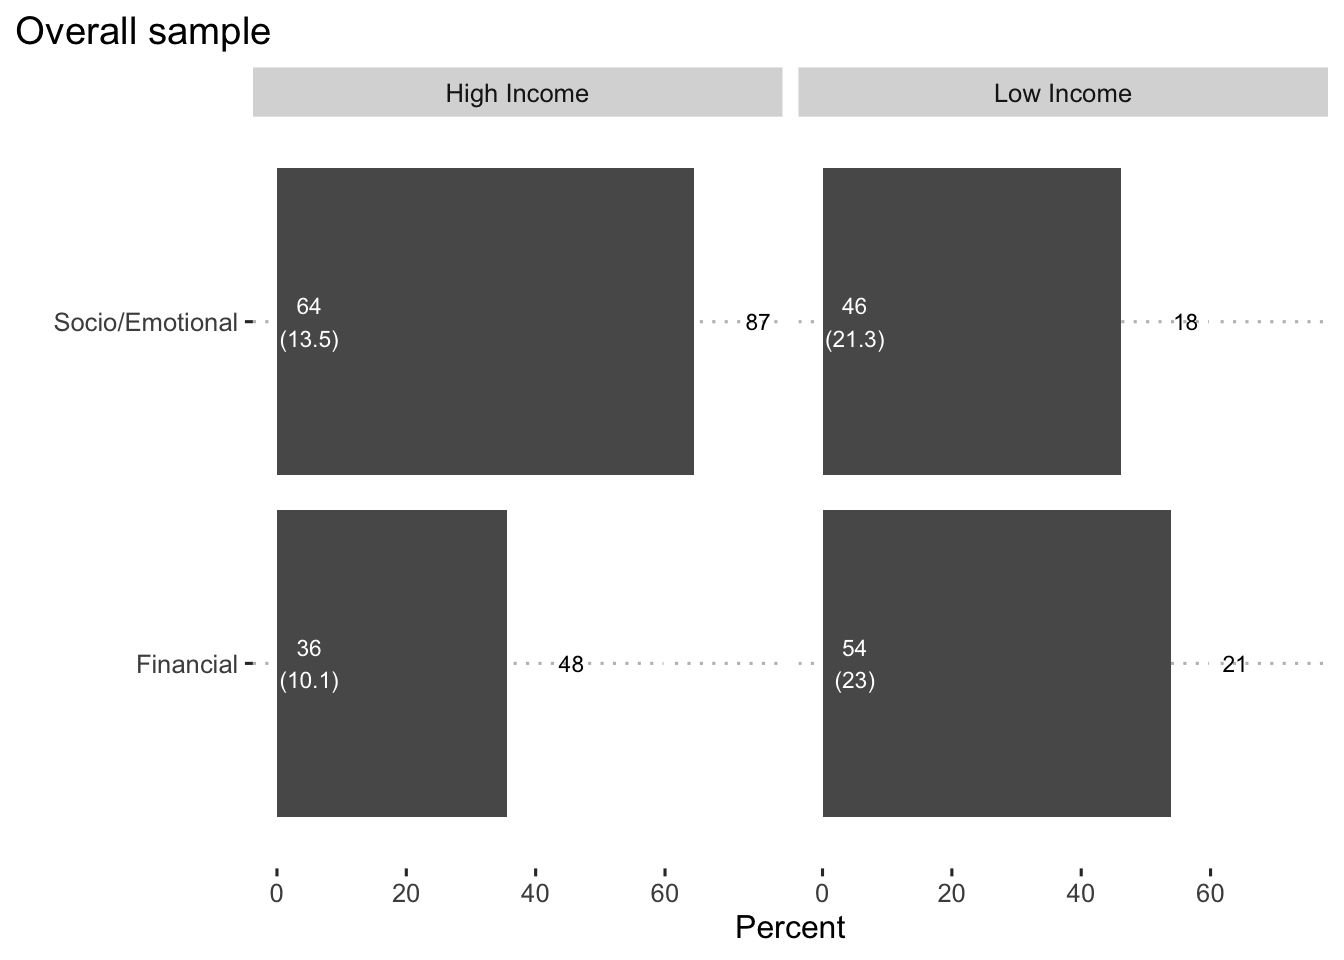 Overall sample
High Income
Low Income
Socio/Emotional
64
(13.5)
87
46
(21.3)
18
Financial
36
(10.1)
48
54
(23)
21
0 20 40 60
0 20 40 60
Percent